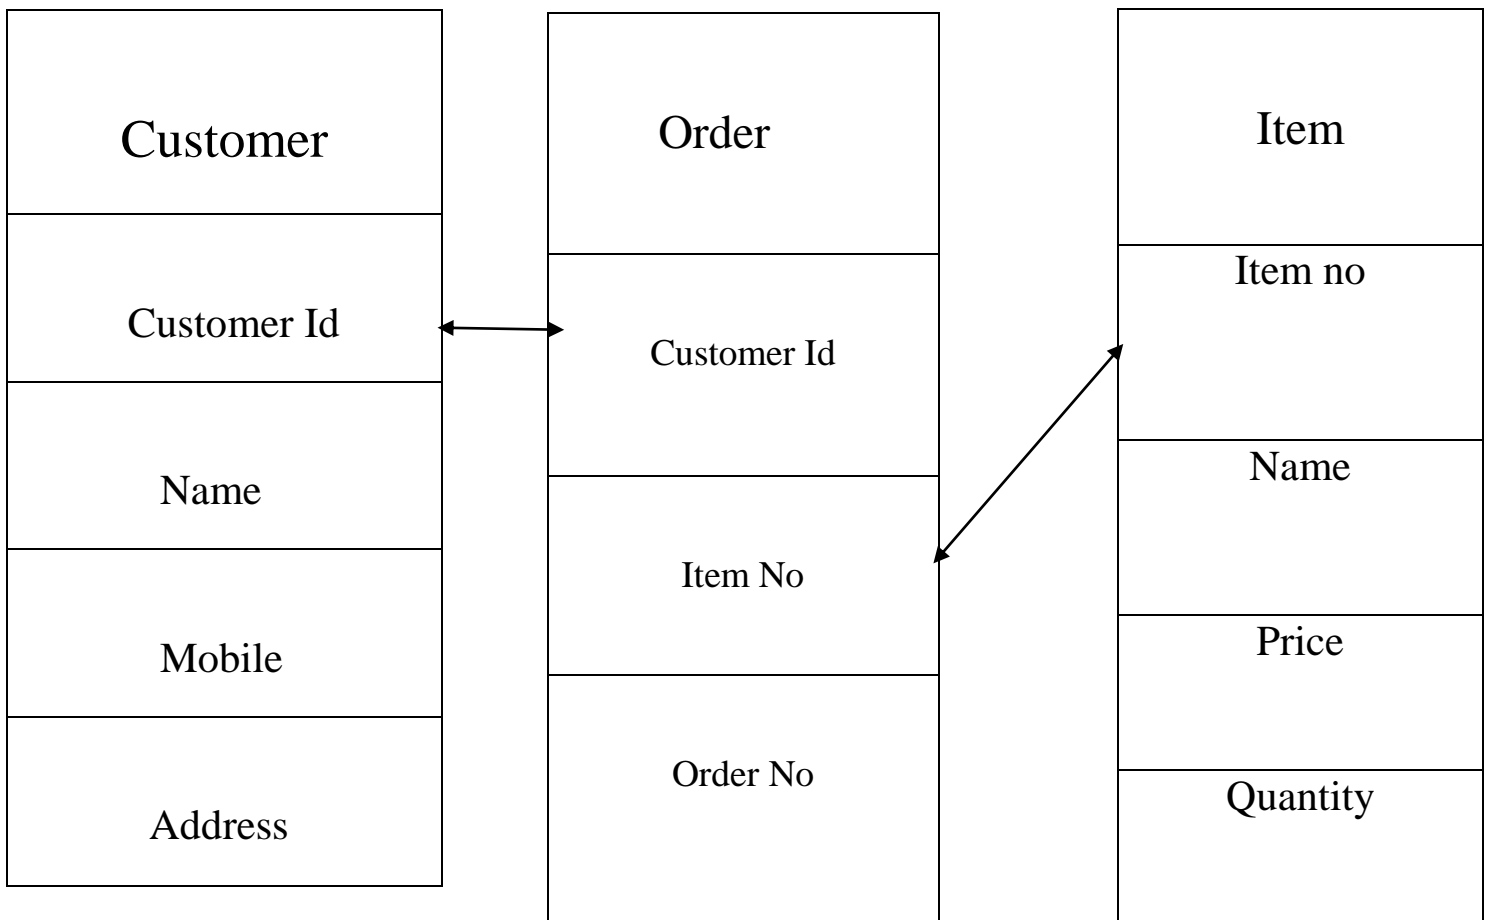 Customer
Customer Id
Name
Mobile
Address
Order
Customer Id
Item No
Order No
Item
Item no
Name
Price
Quantity